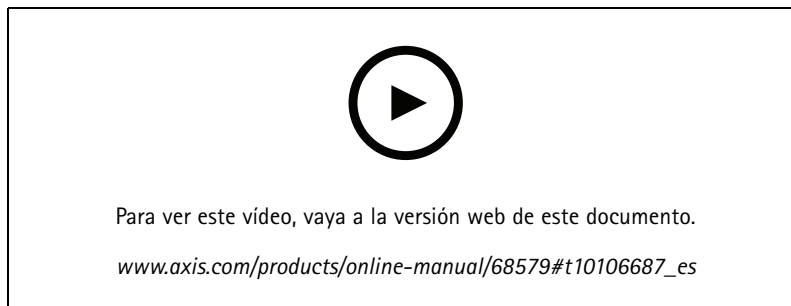 Para ver este vídeo, vaya a la versión web de este documento.
www.axis.com/products/online-manual/68579#t10106687_es